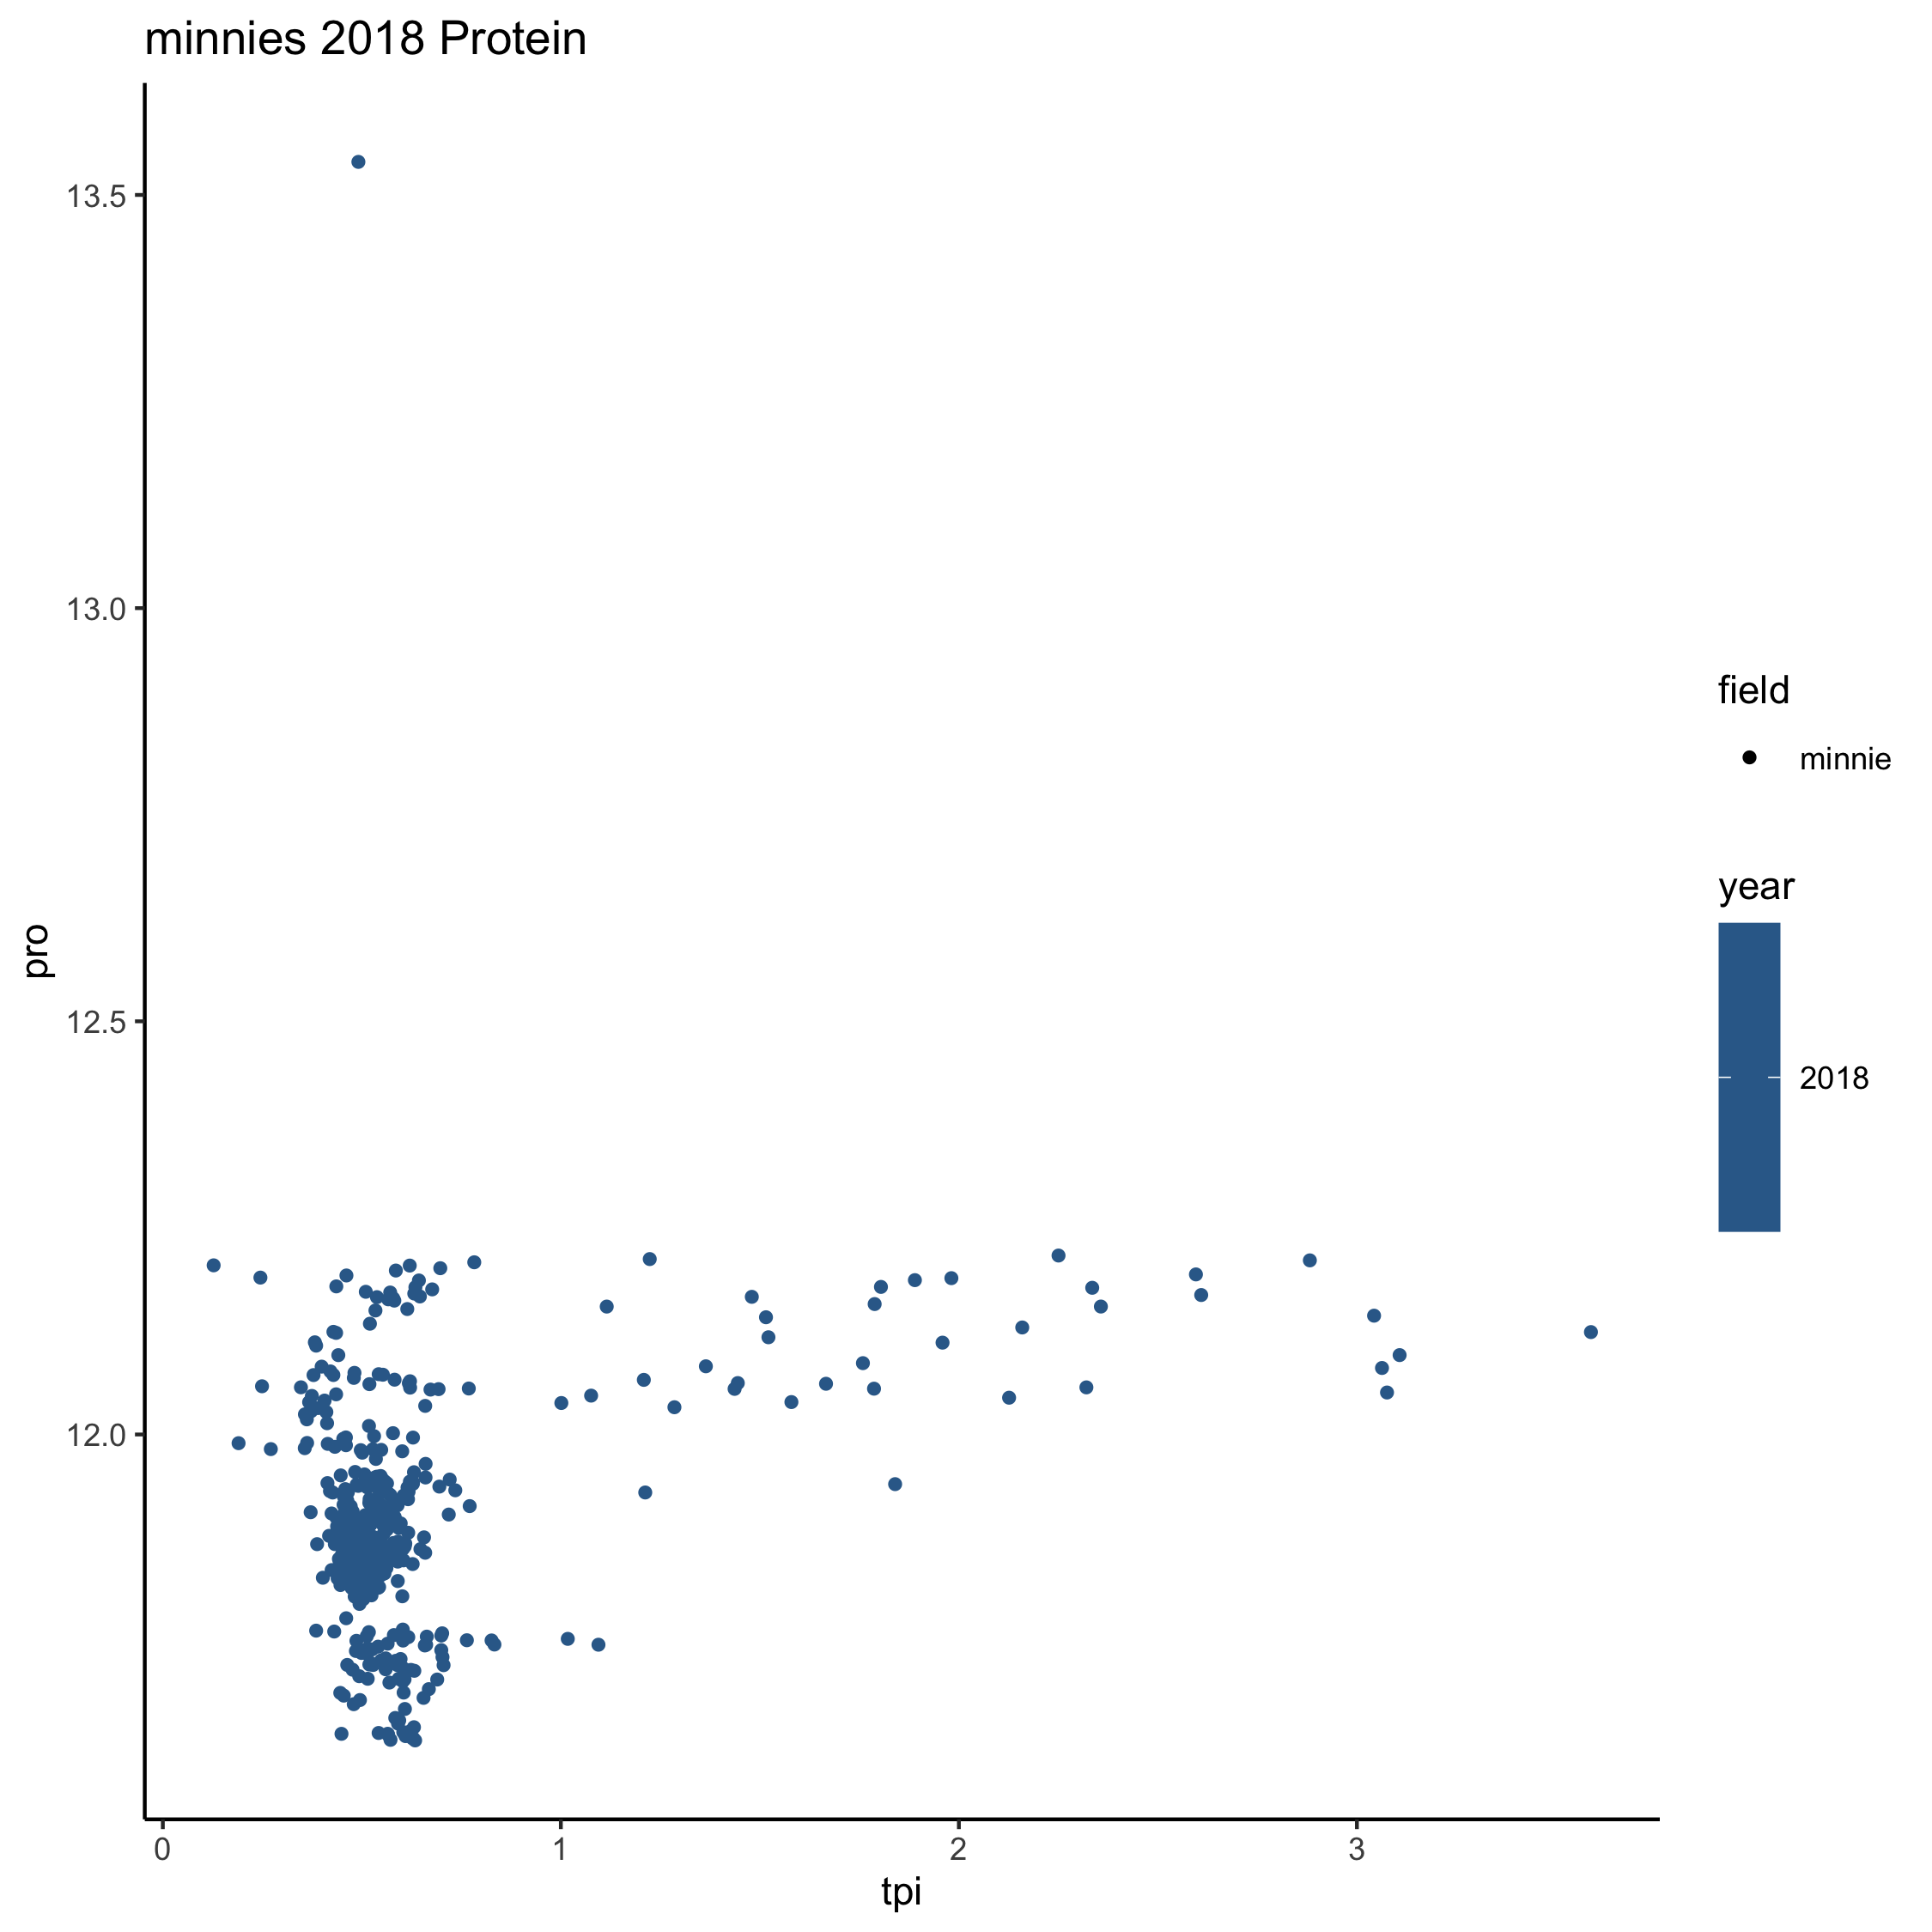 minnies 2018 Protein
13.5
13.0
12.5
12.0
pro
0 1 2 3
tpi
field
minnie
year
2018